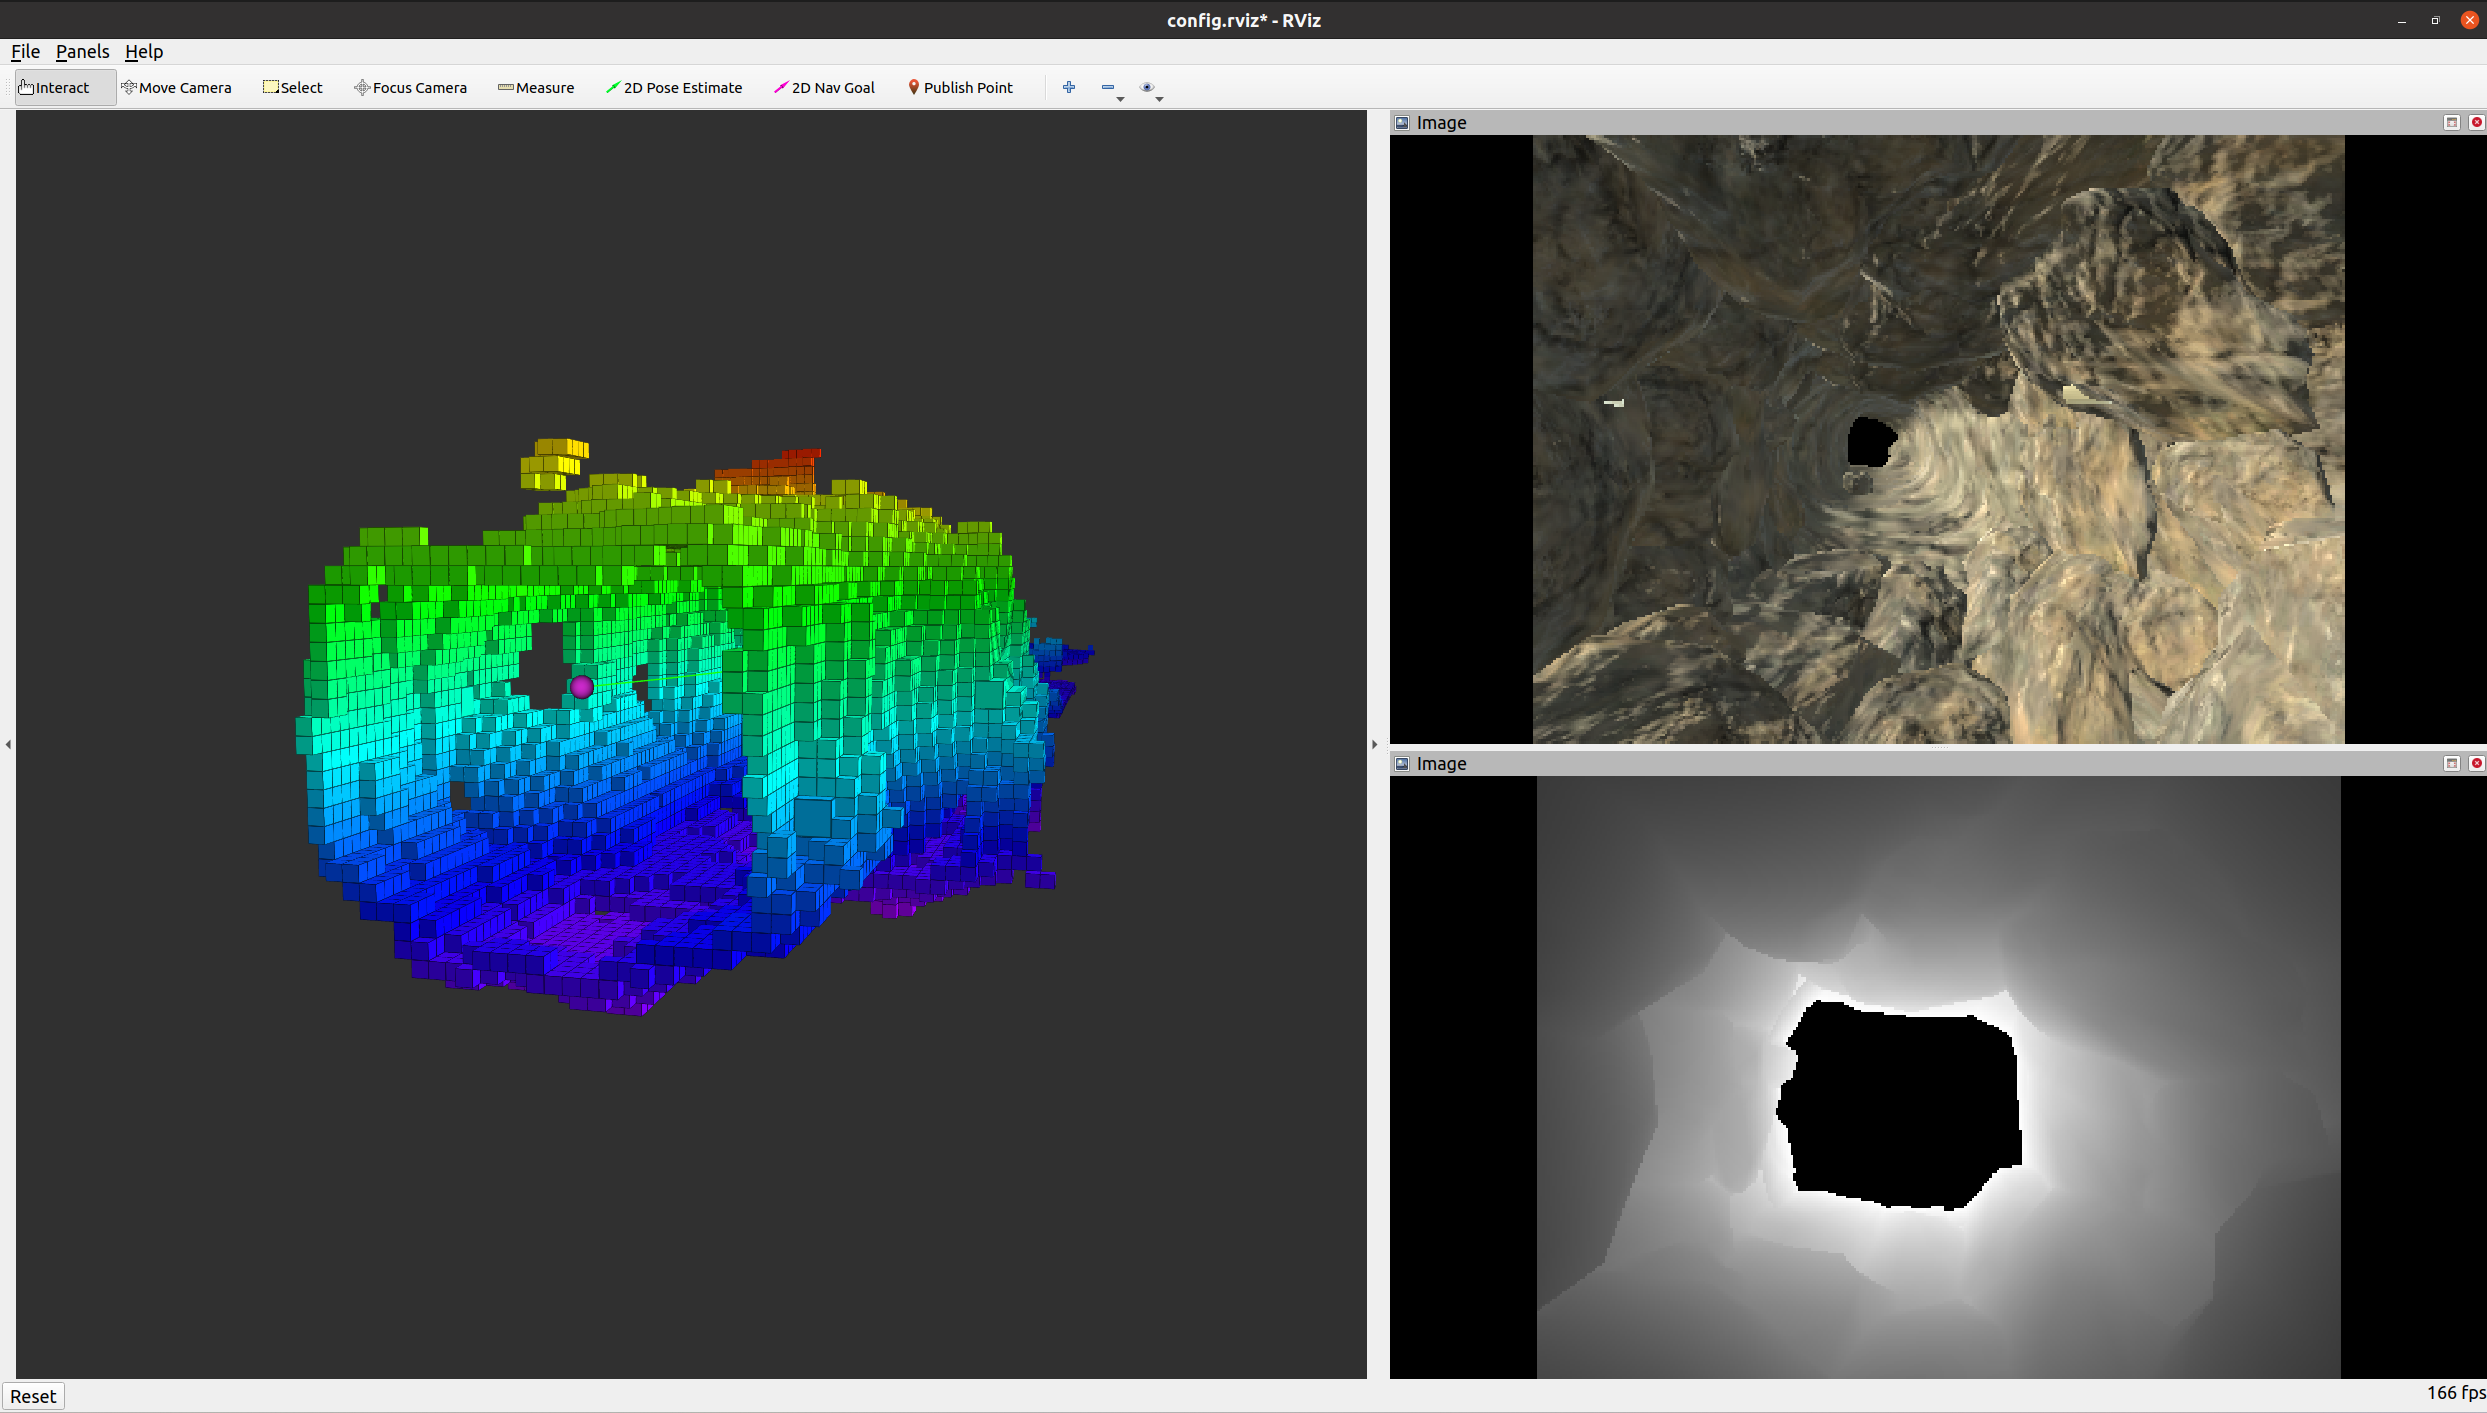 config.rviz* - RViz
File Panels Help
Interact Move Camera Select Focus Camera Measure 2D Pose Estimate 2D Nav Goal Publish Point
Image
Image
Reset
166 fps